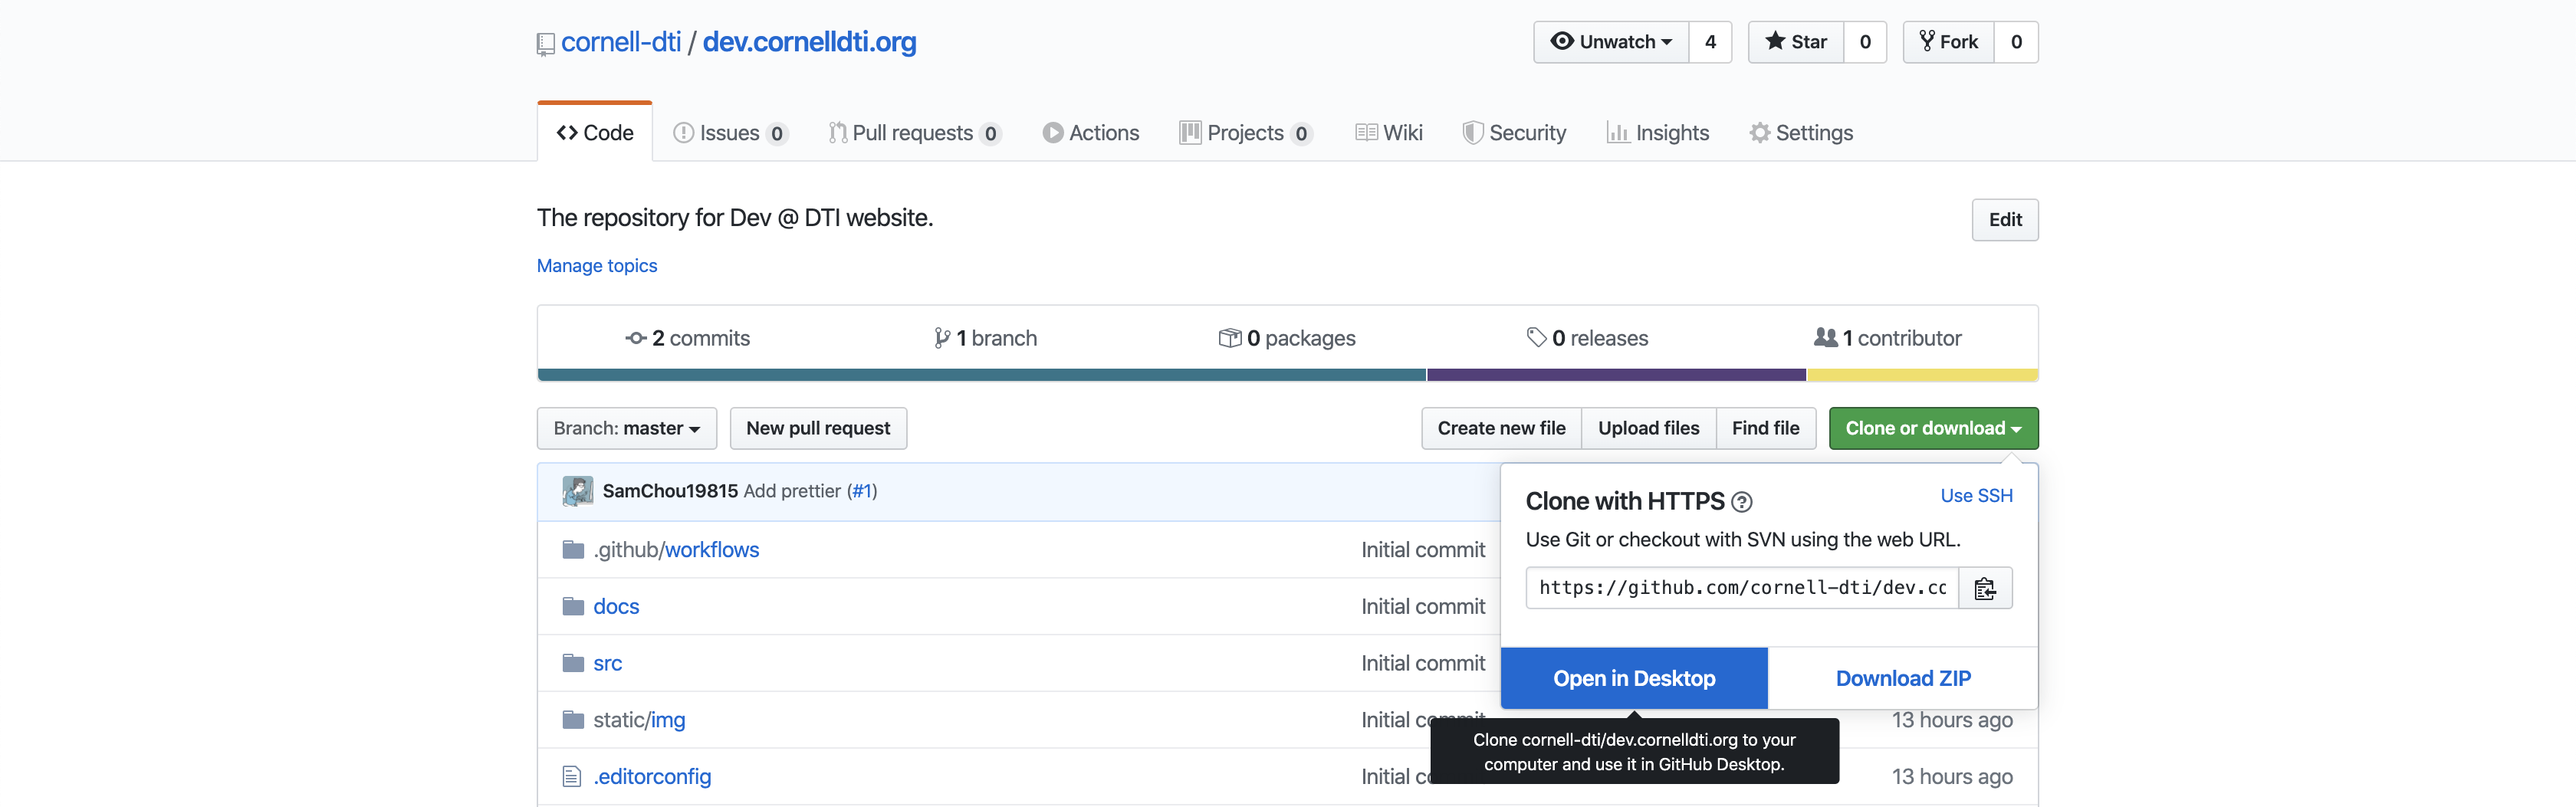 cornell-dti / dev.cornelldti.org
Unwatch 4
Star 0
Fork 0
Code
Issues 0
Pull requests 0
Actions
Projects 0
Wiki
Security
Insights
Settings
The repository for Dev @ DTI website.
Edit
Manage topics
2 commits
1 branch
0 packages
0 releases
1 contributor
Branch: master
New pull request
Create new file
Upload files
Find file
Clone or download
SamChou19815 Add prettier (#1)
Clone with HTTPS
Use SSH
Use Git or checkout with SVN using the web URL.
https://github.com/cornell-dti/dev.cc
Open in Desktop
Download ZIP
Clone cornell-dti/dev.cornelldti.org to your
computer and use it in GitHub Desktop.
.github/workflows Initial commit
docs Initial commit
src Initial commit
static/img Initial commit 13 hours ago
.editorconfig Initial 13 hours ago